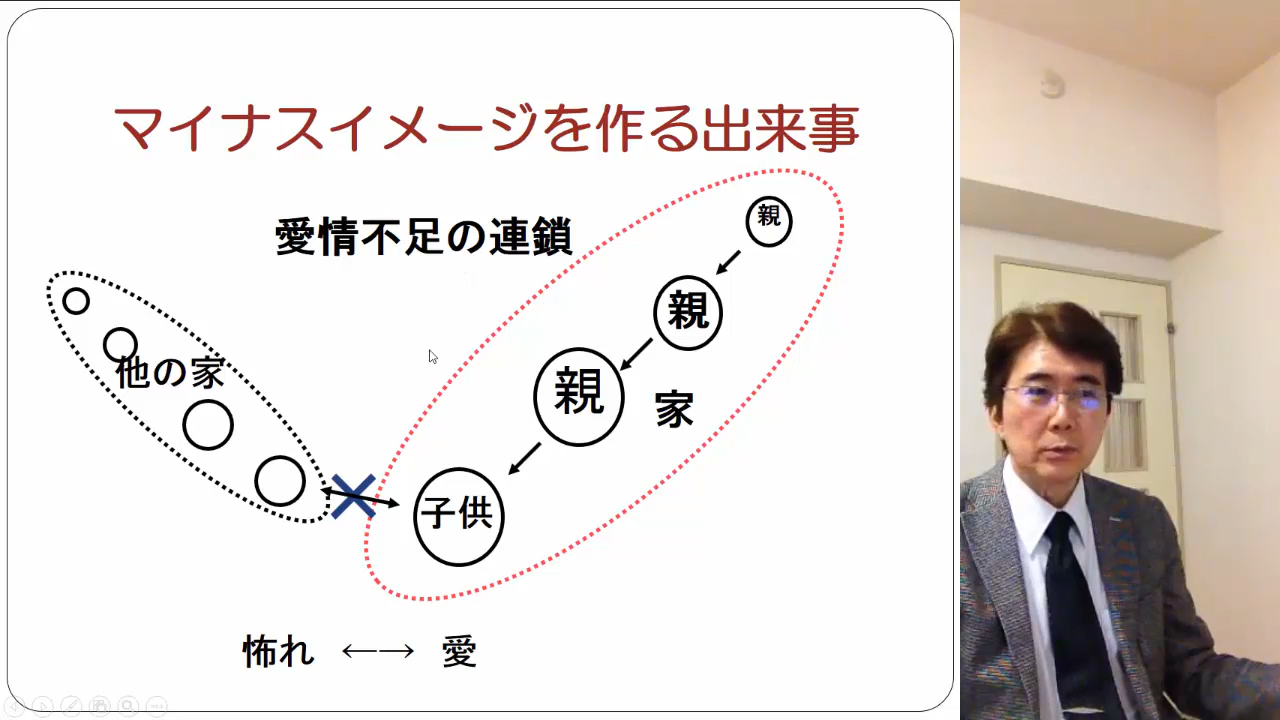 マイナスイメージを作る出来事
愛情不足の連鎖
親
親
親
家
他の家
子供
怖れ ←→ 愛